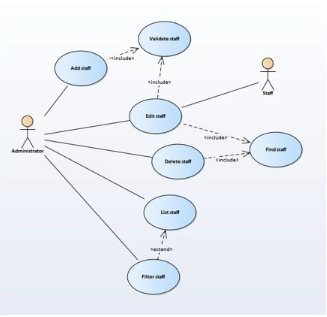 Validate staff
«include»
Add staff
«include»
Staff
Edit staff
Administrator
«include»
Find staff
Delete staff
«include»
List staff
«extend»
Filter staff